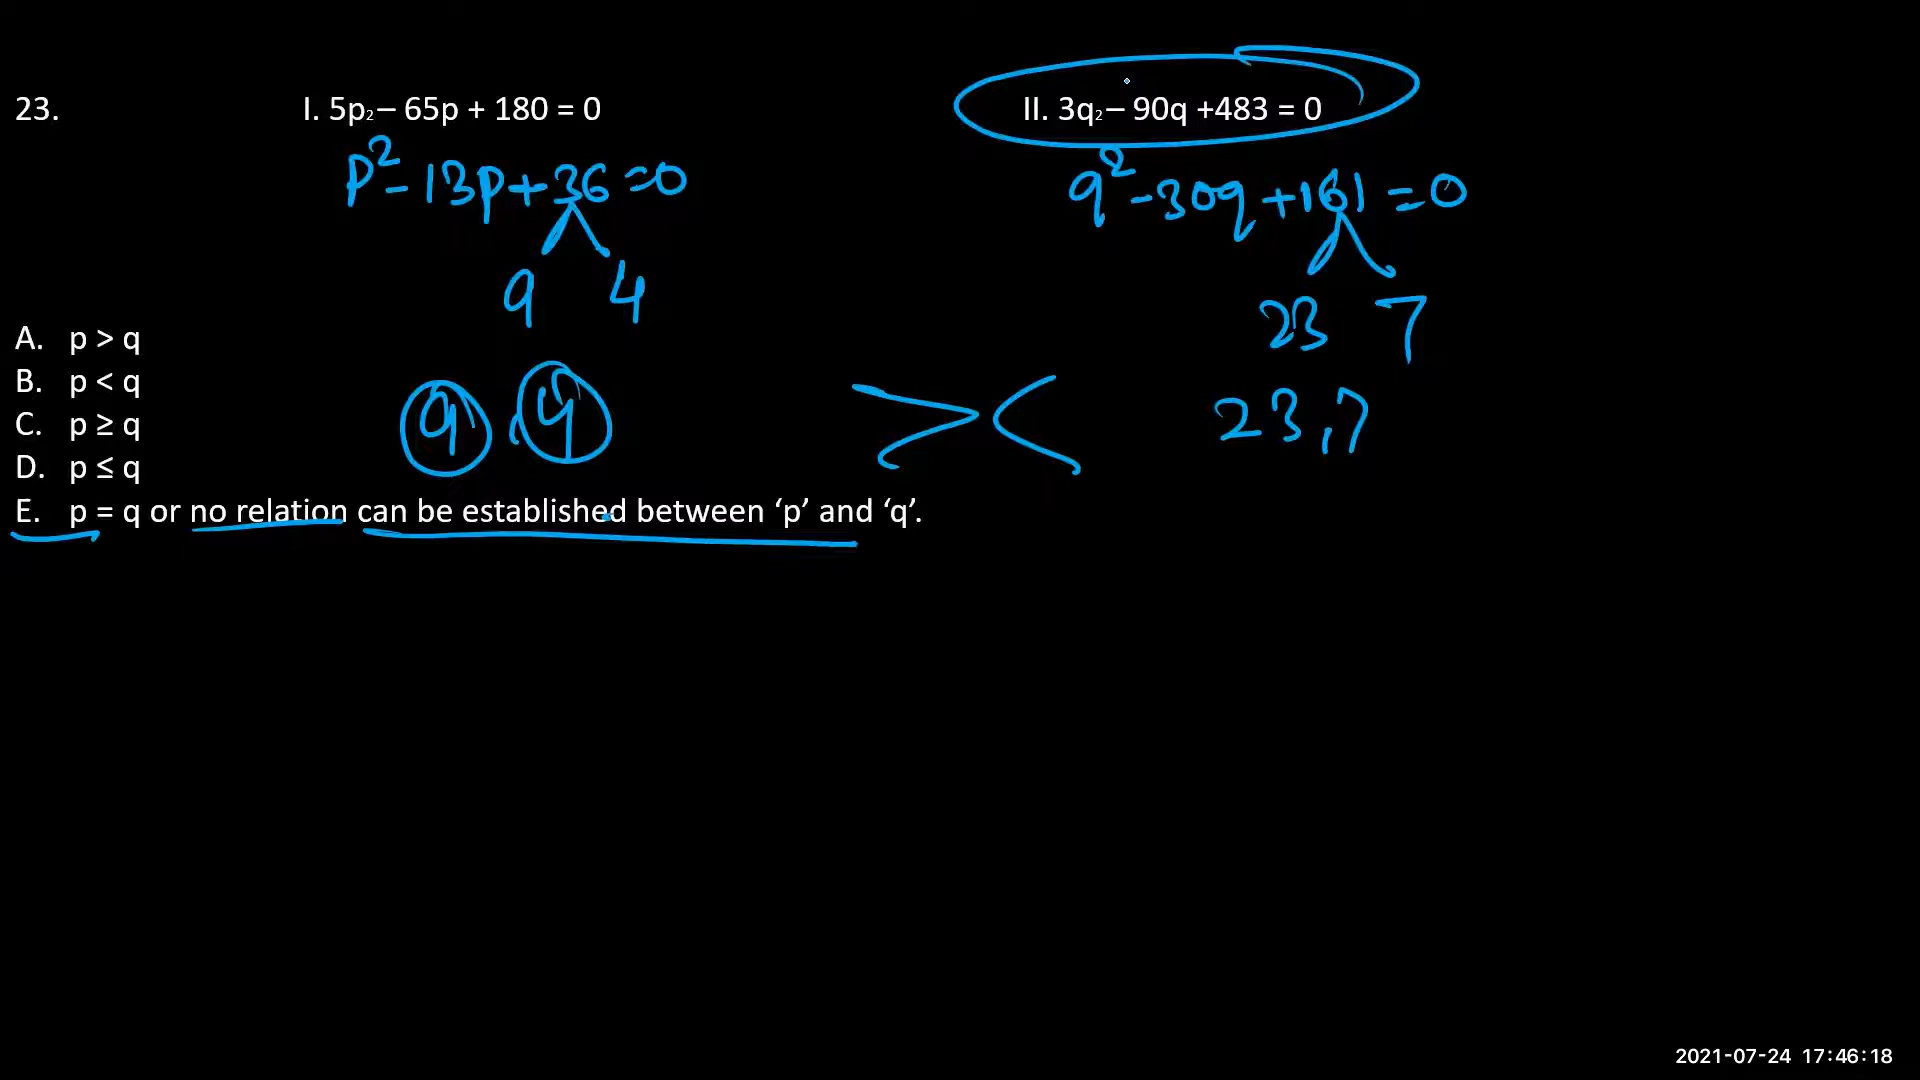 23. I. 5p₂– 65p + 180 = 0 II. 3q₂– 90q +483 = 0
p²-13p+36=0 q²-30q+161=0
9 4 23 7
A. p > q
B. p < q
9, 4 > < 23,7
C. p ≥ q
D. p ≤ q
E. p = q or no relation can be established between ‘p’ and ‘q’.
2021-07-24 17:46:18